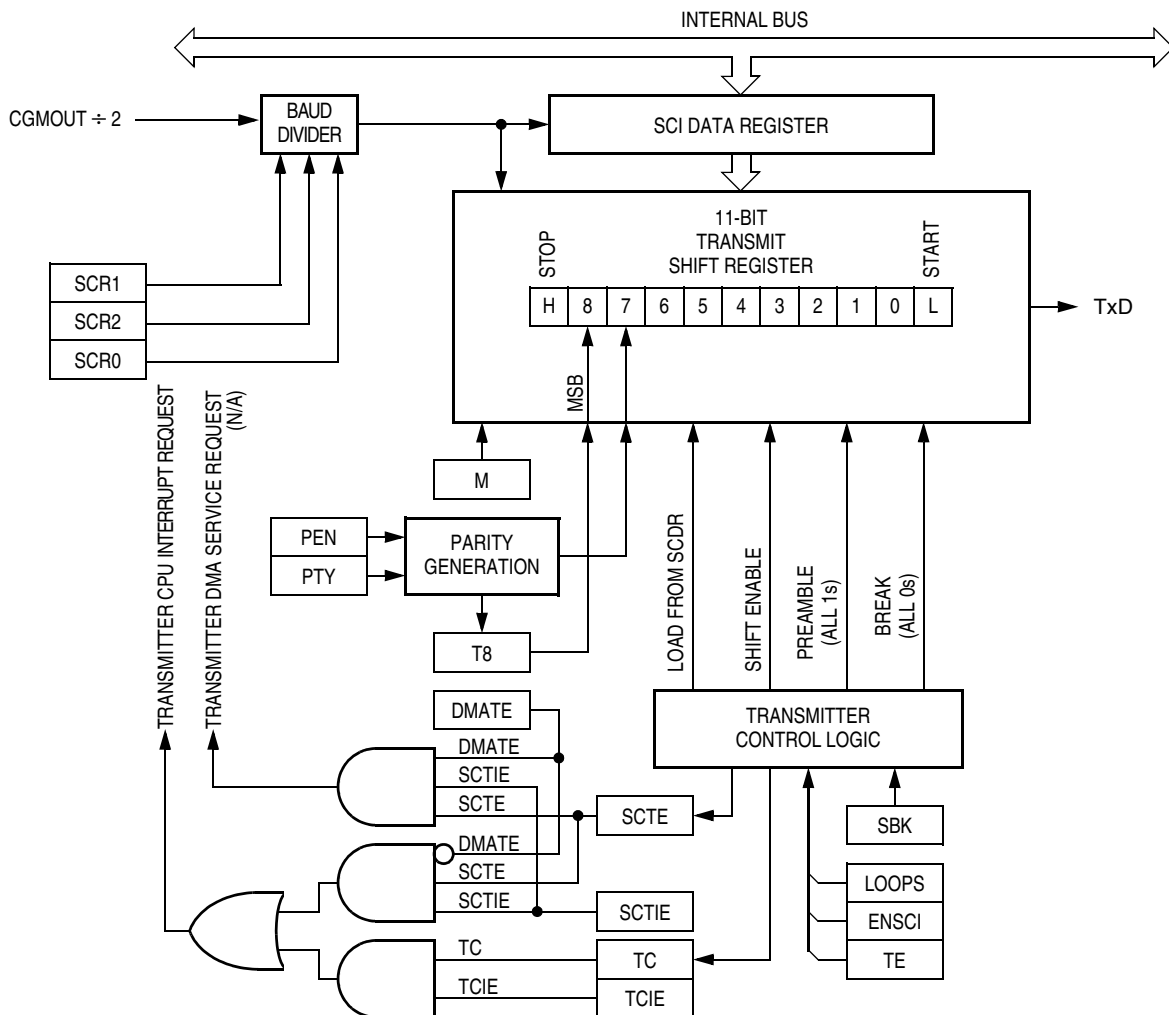 INTERNAL BUS
CGMOUT ÷ 2
BAUD
DIVIDER
SCI DATA REGISTER
11-BIT
TRANSMIT
SHIFT REGISTER
STOP
START
H 8 7 6 5 4 3 2 1 0 L
TxD
SCR1
SCR2
SCR0
MSB
TRANSMITTER CPU INTERRUPT REQUEST
TRANSMITTER DMA SERVICE REQUEST
(N/A)
M
PEN
PTY
PARITY
GENERATION
T8
LOAD FROM SCDR
SHIFT ENABLE
PREAMBLE
(ALL 1s)
BREAK
(ALL 0s)
DMATE
TRANSMITTER
CONTROL LOGIC
DMATE
SCTIE
SCTE
SCTE
SBK
DMATE
SCTE
SCTIE
SCTIE
LOOPS
ENSCI
TE
TC
TC
TCIE
TCIE